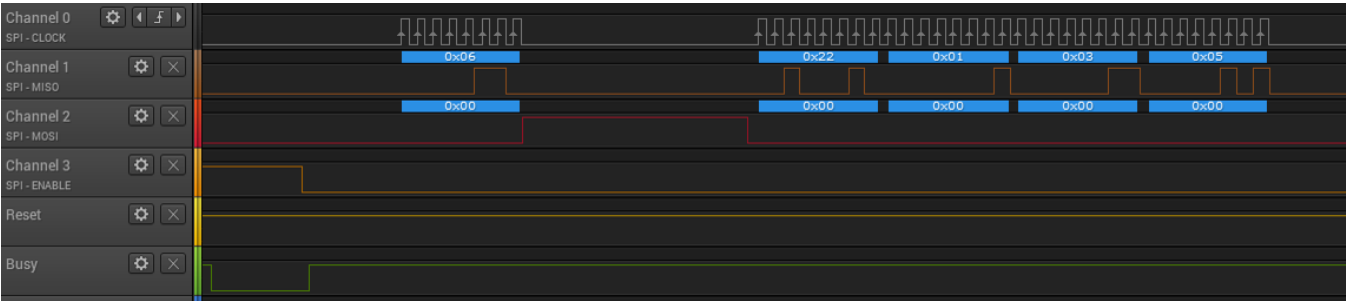 Channel 0
SPI - CLOCK
0x06 0x22 0x01 0x03 0x05
Channel 1
SPI - MISO
0x00 0x00 0x00 0x00 0x00
Channel 2
SPI - MOSI
Channel 3
SPI - ENABLE
Reset
Busy